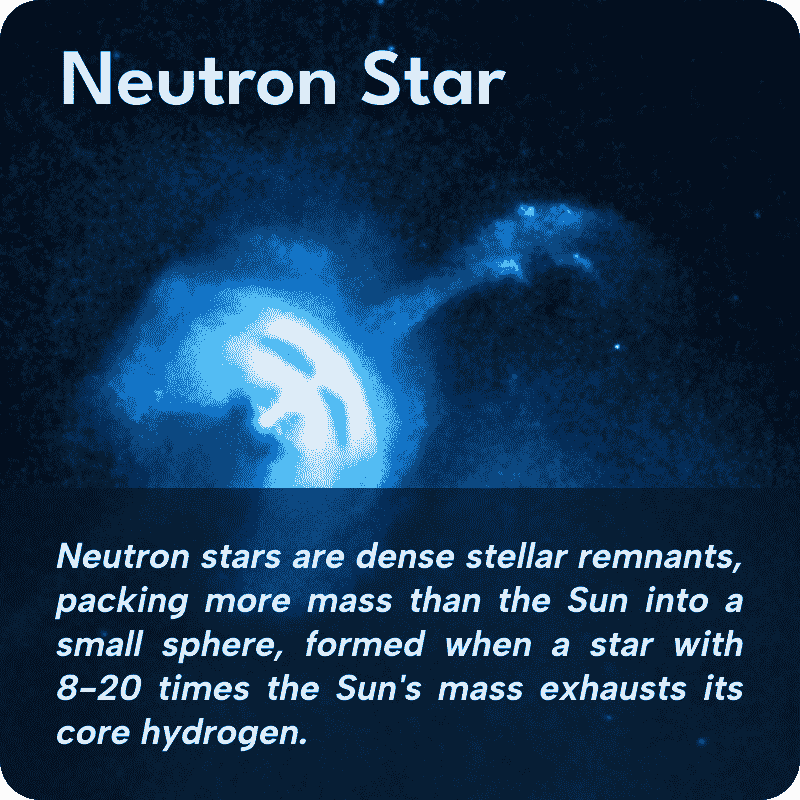 Neutron Star
Neutron stars are dense stellar remnants,
packing more mass than the Sun into a
small sphere, formed when a star with
8–20 times the Sun's mass exhausts its
core hydrogen.